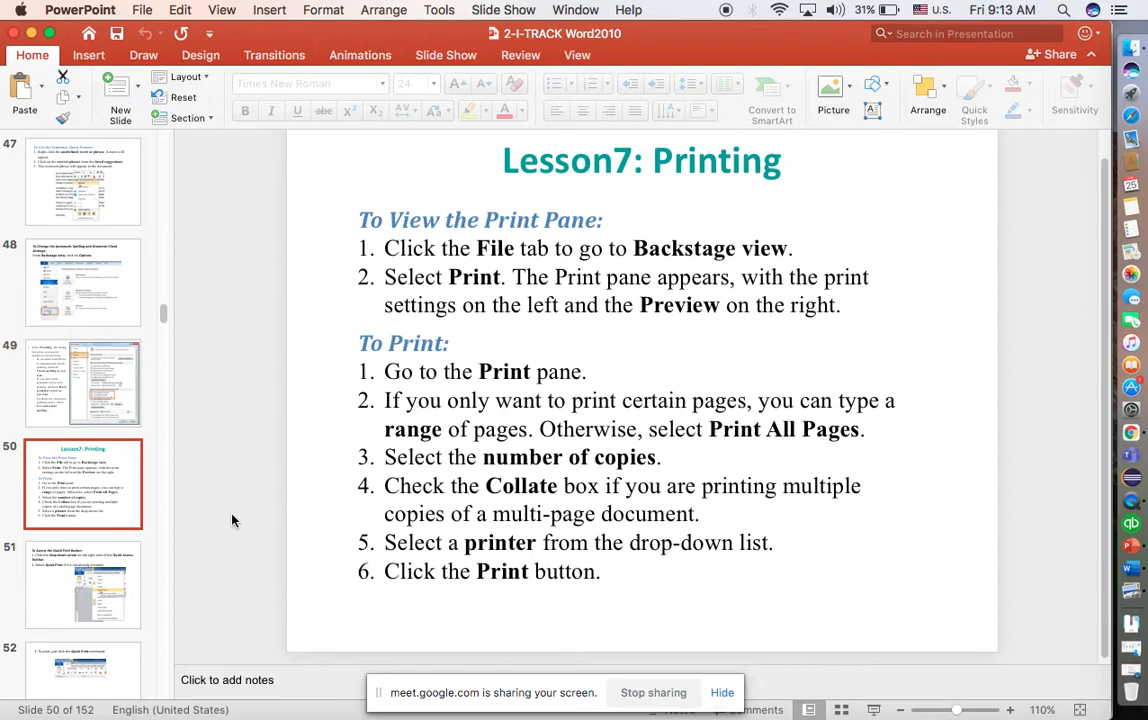 PowerPoint File Edit View Insert Format Arrange Tools Slide Show Window Help 31% U.S. Fri 9:13 AM
2-I-TRACK Word2010
Search in Presentation
Home Insert Draw Design Transitions Animations Slide Show Review View Share
Paste New Slide Layout Reset Section Times New Roman 24 Convert to SmartArt Picture Arrange Quick Styles Sensitivity
47
48
49
50
51
52
Lesson7: Printing
To View the Print Pane:
1. Click the File tab to go to Backstage view.
2. Select Print. The Print pane appears, with the print
settings on the left and the Preview on the right.
To Print:
1. Go to the Print pane.
2. If you only want to print certain pages, you can type a
range of pages. Otherwise, select Print All Pages.
3. Select the number of copies.
4. Check the Collate box if you are printing multiple
copies of a multi-page document.
5. Select a printer from the drop-down list.
6. Click the Print button.
Click to add notes
meet.google.com is sharing your screen. Stop sharing Hide
Slide 50 of 152 English (United States) 110%